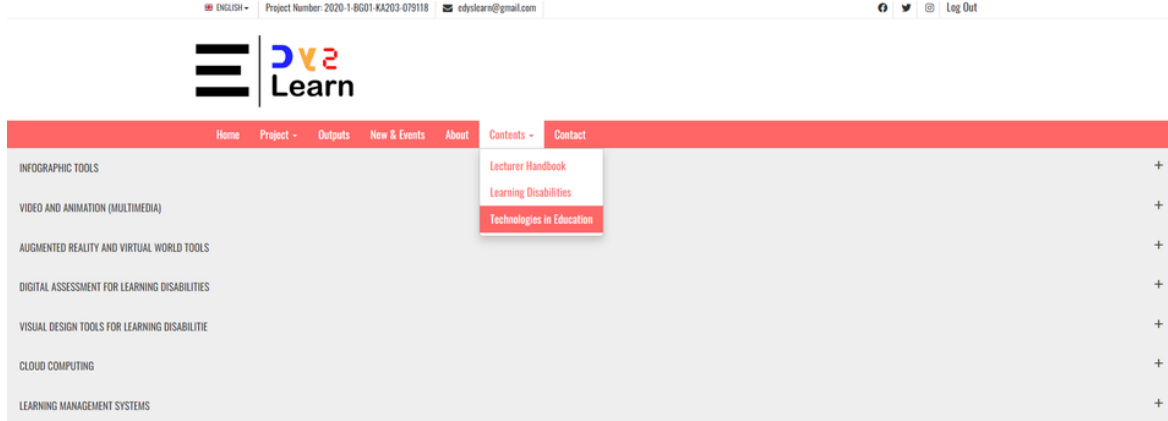 ENGLISH
Project Number: 2020-1-BG01-KA203-079118
edyslearn@gmail.com
Log Out
Dys
Learn
Home Project Outputs New & Events About Contents Contact
Lecturer Handbook
Learning Disabilities
Technologies in Education
INFOGRAPHIC TOOLS
VIDEO AND ANIMATION (MULTIMEDIA)
AUGMENTED REALITY AND VIRTUAL WORLD TOOLS
DIGITAL ASSESSMENT FOR LEARNING DISABILITIES
VISUAL DESIGN TOOLS FOR LEARNING DISABILITIE
CLOUD COMPUTING
LEARNING MANAGEMENT SYSTEMS